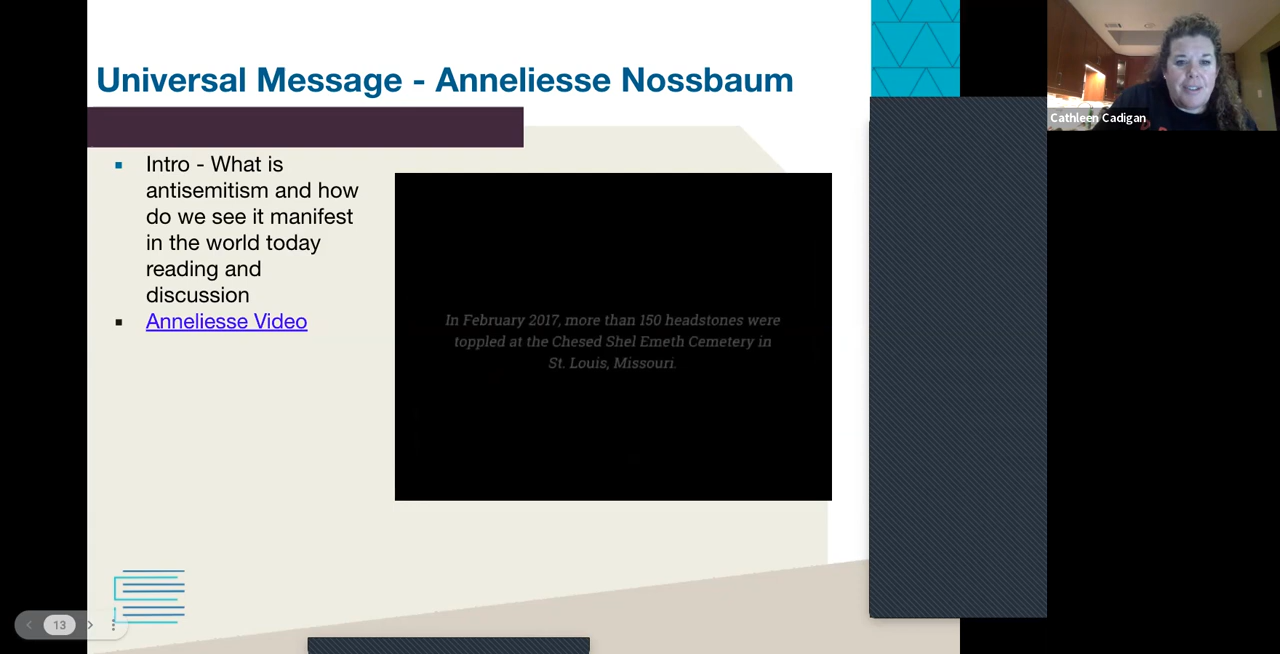 Universal Message - Anneliesse Nossbaum
Intro - What is
antisemitism and how
do we see it manifest
in the world today
reading and
discussion
Anneliesse Video
In February 2017, more than 150 headstones were
toppled at the Chesed Shel Emeth Cemetery in
St. Louis, Missouri.
Cathleen Cadigan
13